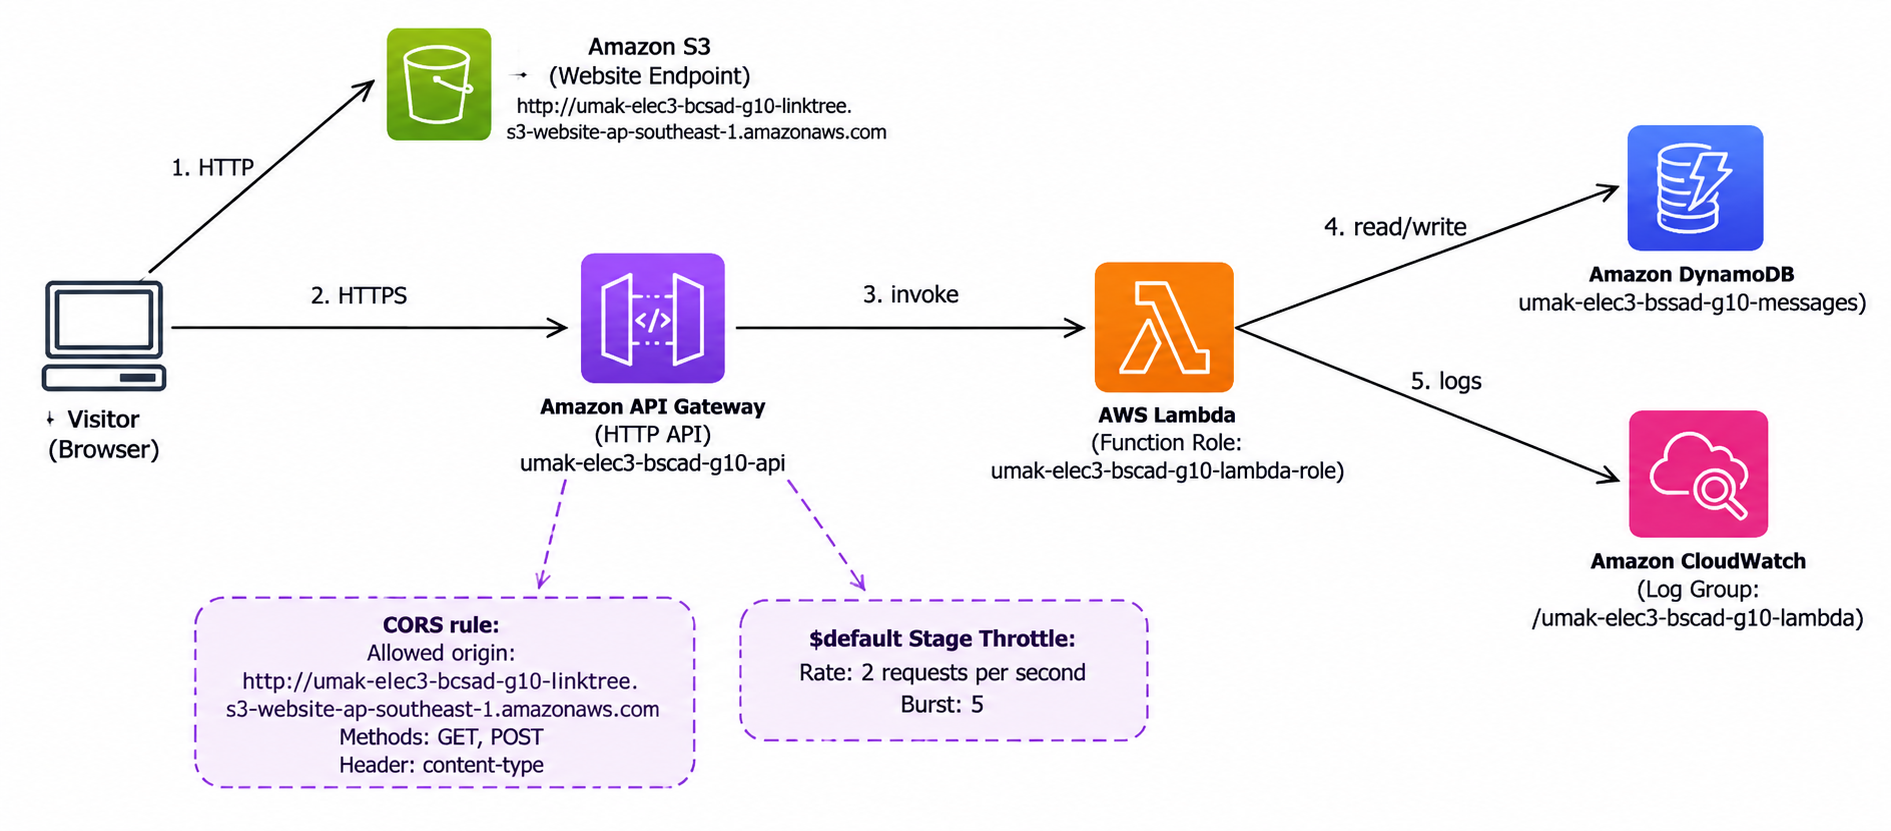 Amazon S3
(Website Endpoint)
http://umak-elec3-bcsad-g10-linktree.
s3-website-ap-southeast-1.amazonaws.com
1. HTTP
2. HTTPS
3. invoke
4. read/write
5. logs
Visitor
(Browser)
Amazon API Gateway
(HTTP API)
umak-elec3-bscad-g10-api
AWS Lambda
(Function Role:
umak-elec3-bscad-g10-lambda-role)
Amazon DynamoDB
umak-elec3-bssad-g10-messages)
Amazon CloudWatch
(Log Group:
/umak-elec3-bscad-g10-lambda)
CORS rule:
Allowed origin:
http://umak-elec3-bcsad-g10-linktree.
s3-website-ap-southeast-1.amazonaws.com
Methods: GET, POST
Header: content-type
$default Stage Throttle:
Rate: 2 requests per second
Burst: 5